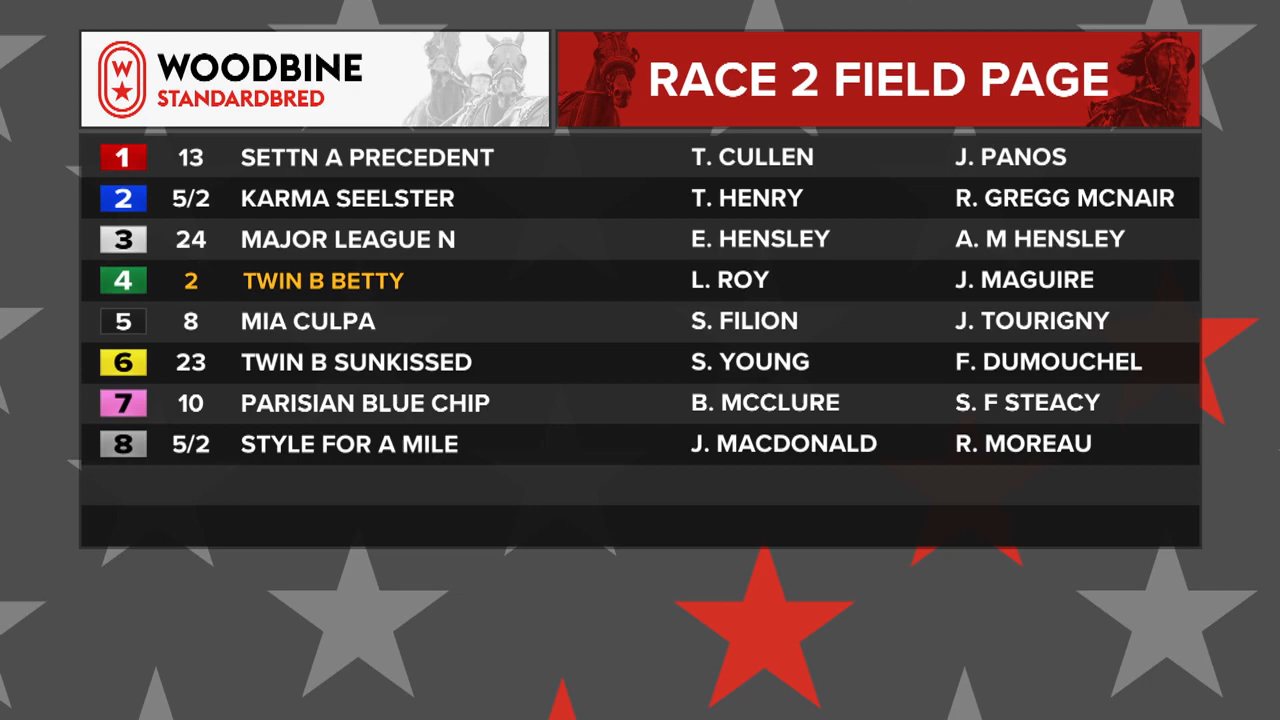 W
WOODBINE
STANDARDBRED
RACE 2 FIELD PAGE
1 13 SETTN A PRECEDENT T. CULLEN J. PANOS
2 5/2 KARMA SEELSTER T. HENRY R. GREGG MCNAIR
3 24 MAJOR LEAGUE N E. HENSLEY A. M HENSLEY
4 2 TWIN B BETTY L. ROY J. MAGUIRE
5 8 MIA CULPA S. FILION J. TOURIGNY
6 23 TWIN B SUNKISSED S. YOUNG F. DUMOUCHEL
7 10 PARISIAN BLUE CHIP B. MCCLURE S. F STEACY
8 5/2 STYLE FOR A MILE J. MACDONALD R. MOREAU